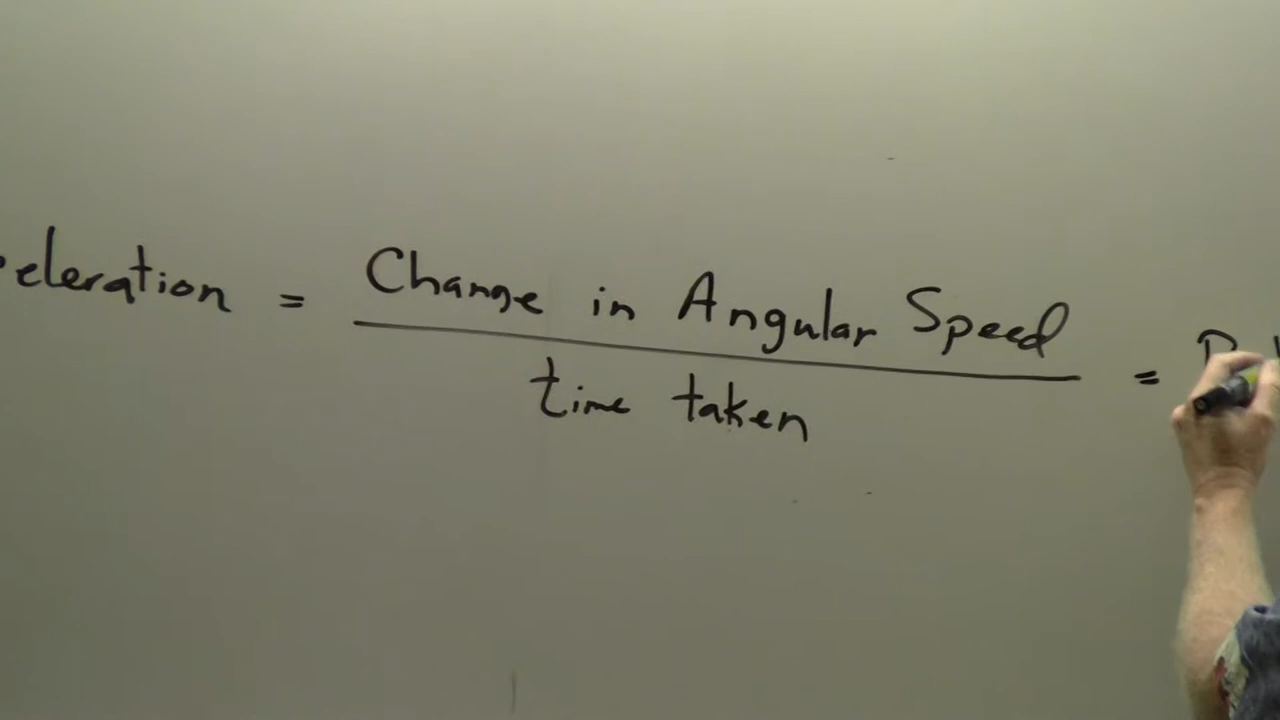 eleration = Change in Angular Speed =
time taken